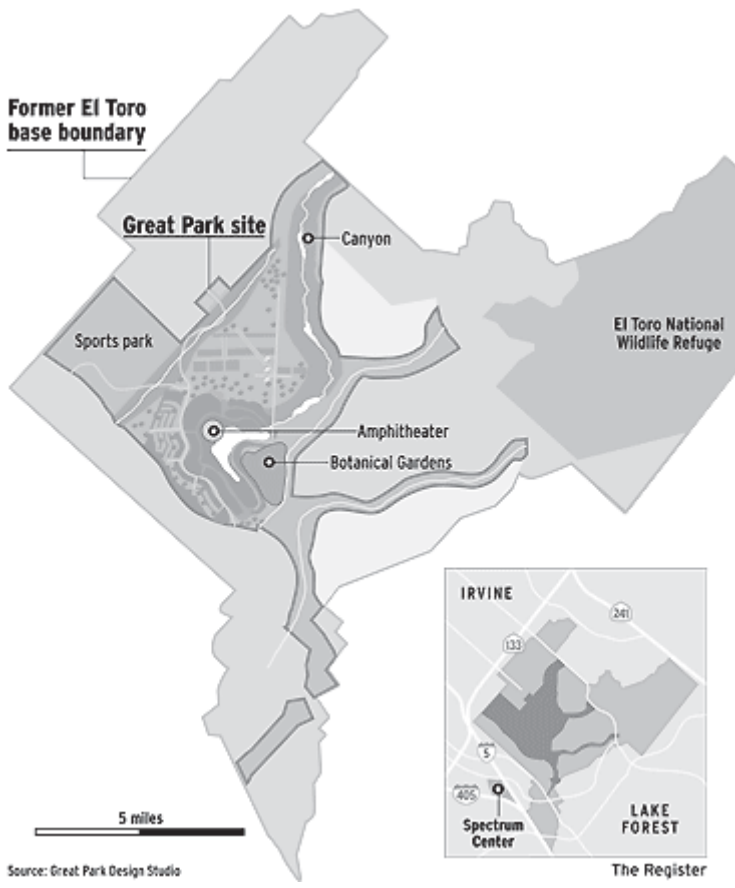 Former El Toro
base boundary
Great Park site
Canyon
Sports park
El Toro National
Wildlife Refuge
Amphitheater
Botanical Gardens
IRVINE
241
133
5
405
Spectrum
Center
LAKE
FOREST
5 miles
Source: Great Park Design Studio
The Register